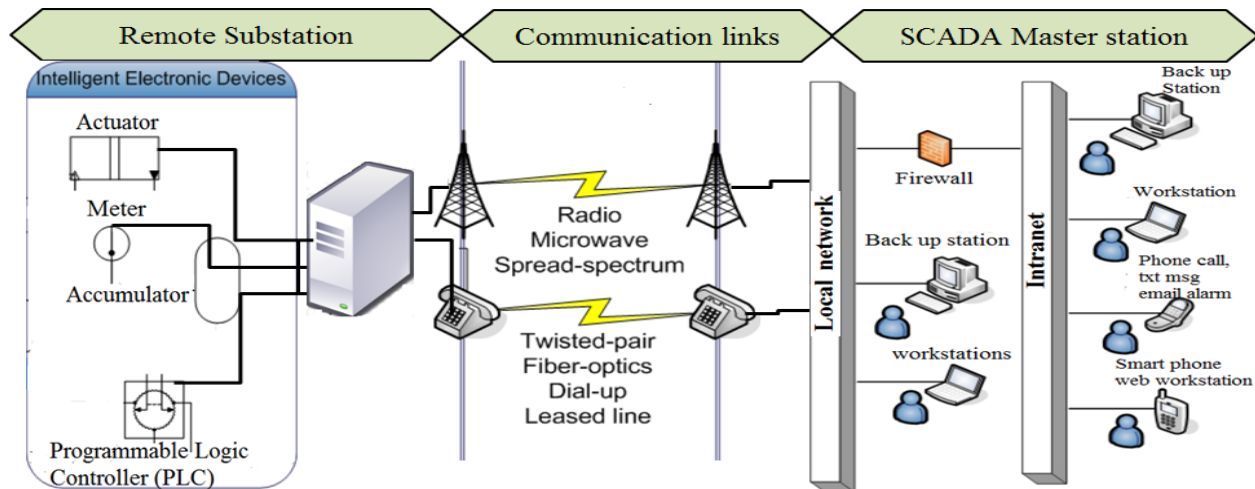 Remote Substation
Communication links
SCADA Master station
Intelligent Electronic Devices
Actuator
Meter
Accumulator
Programmable Logic
Controller (PLC)
Radio
Microwave
Spread-spectrum
Twisted-pair
Fiber-optics
Dial-up
Leased line
Local network
Firewall
Back up station
workstations
Intranet
Back up
Station
Workstation
Phone call,
txt msg
email alarm
Smart phone
web workstation